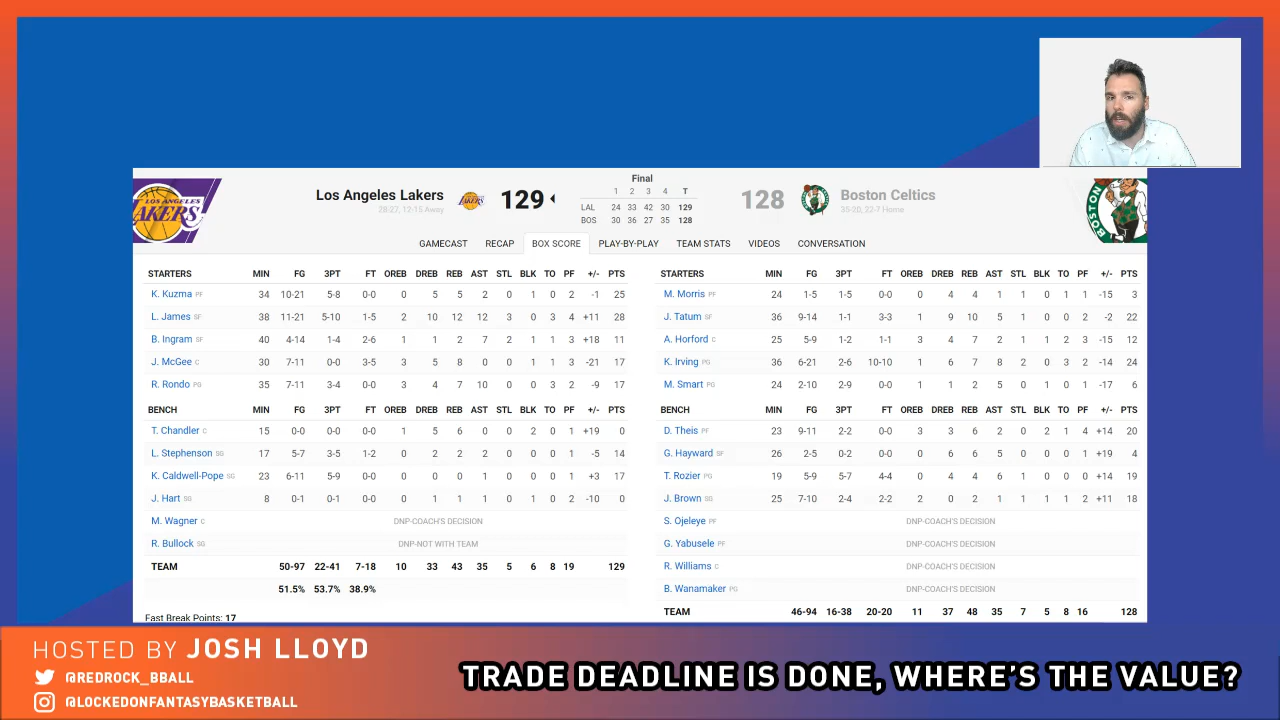 Final
Los Angeles Lakers 129
1 2 3 4 T
LAL 24 33 42 30 129
BOS 30 36 27 35 128
128 Boston Celtics
28-27, 12-15 Away
35-20, 22-7 Home
LOS ANGELES
LAKERS
BOSTON
GAMECAST RECAP BOX SCORE PLAY-BY-PLAY TEAM STATS VIDEOS CONVERSATION
STARTERS MIN FG 3PT FT OREB DREB REB AST STL BLK TO PF +/- PTS
K. Kuzma PF 34 10-21 5-8 0-0 0 5 5 2 0 1 0 2 -1 25
L. James SF 38 11-21 5-10 1-5 2 10 12 12 3 0 3 4 +11 28
B. Ingram SF 40 4-14 1-4 2-6 1 1 2 7 2 1 1 3 +18 11
J. McGee C 30 7-11 0-0 3-5 3 5 8 0 0 1 1 3 -21 17
R. Rondo PG 35 7-11 3-4 0-0 3 4 7 10 0 0 3 2 -9 17
BENCH MIN FG 3PT FT OREB DREB REB AST STL BLK TO PF +/- PTS
T. Chandler C 15 0-0 0-0 0-0 1 5 6 0 0 2 0 1 +19 0
L. Stephenson SG 17 5-7 3-5 1-2 0 2 2 2 0 0 0 1 -5 14
K. Caldwell-Pope SG 23 6-11 5-9 0-0 0 0 0 1 0 0 0 1 +3 17
J. Hart SG 8 0-1 0-1 0-0 0 1 1 1 0 1 0 2 -10 0
M. Wagner C DNP-COACH'S DECISION
R. Bullock SG DNP-NOT WITH TEAM
TEAM 50-97 22-41 7-18 10 33 43 35 5 6 8 19 129
51.5% 53.7% 38.9%
Fast Break Points: 17
STARTERS MIN FG 3PT FT OREB DREB REB AST STL BLK TO PF +/- PTS
M. Morris PF 24 1-5 1-5 0-0 0 4 4 1 1 0 1 1 -15 3
J. Tatum SF 36 9-14 1-1 3-3 1 9 10 5 1 0 0 2 -2 22
A. Horford C 25 5-9 1-2 1-1 3 4 7 2 1 1 2 3 -15 12
K. Irving PG 36 6-21 2-6 10-10 1 6 7 8 2 0 3 2 -14 24
M. Smart PG 24 2-10 2-9 0-0 1 1 2 5 0 1 0 1 -17 6
BENCH MIN FG 3PT FT OREB DREB REB AST STL BLK TO PF +/- PTS
D. Theis PF 23 9-11 2-2 0-0 3 3 6 2 0 2 1 4 +14 20
G. Hayward SF 26 2-5 0-2 0-0 0 6 6 5 0 0 0 1 +19 4
T. Rozier PG 19 5-9 5-7 4-4 0 4 4 6 1 0 0 0 +14 19
J. Brown SG 25 7-10 2-4 2-2 2 0 2 1 1 1 1 2 +11 18
S. Ojeleye PF DNP-COACH'S DECISION
G. Yabusele PF DNP-COACH'S DECISION
R. Williams C DNP-COACH'S DECISION
B. Wanamaker PG DNP-COACH'S DECISION
TEAM 46-94 16-38 20-20 11 37 48 35 7 5 8 16 128
HOSTED BY JOSH LLOYD
@REDROCK_BBALL
@LOCKEDONFANTASYBASKETBALL
TRADE DEADLINE IS DONE, WHERE'S THE VALUE?